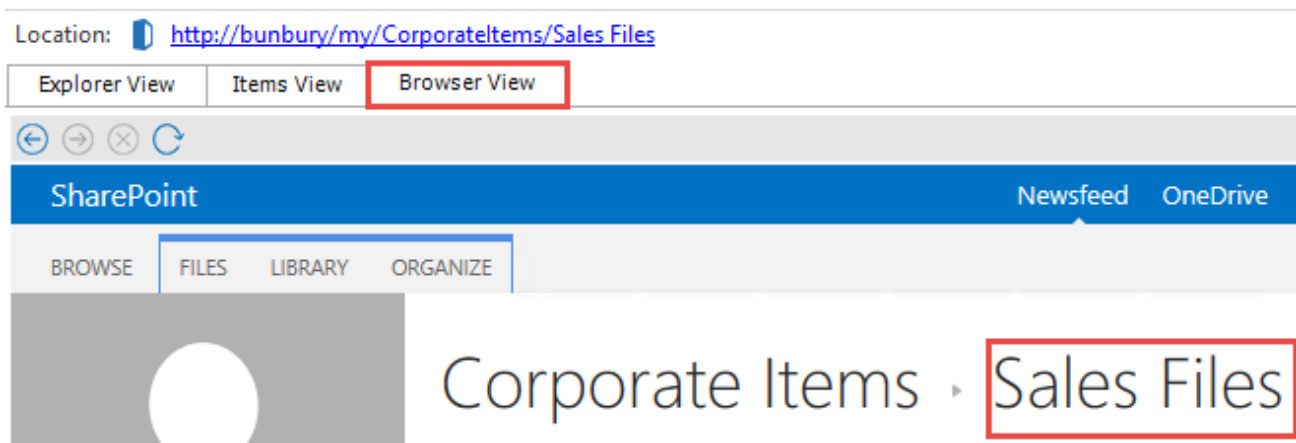 Location: http://bunbury/my/CorporateItems/Sales Files
Explorer View Items View Browser View
SharePoint Newsfeed OneDrive
BROWSE FILES LIBRARY ORGANIZE
Corporate Items ▸ Sales Files